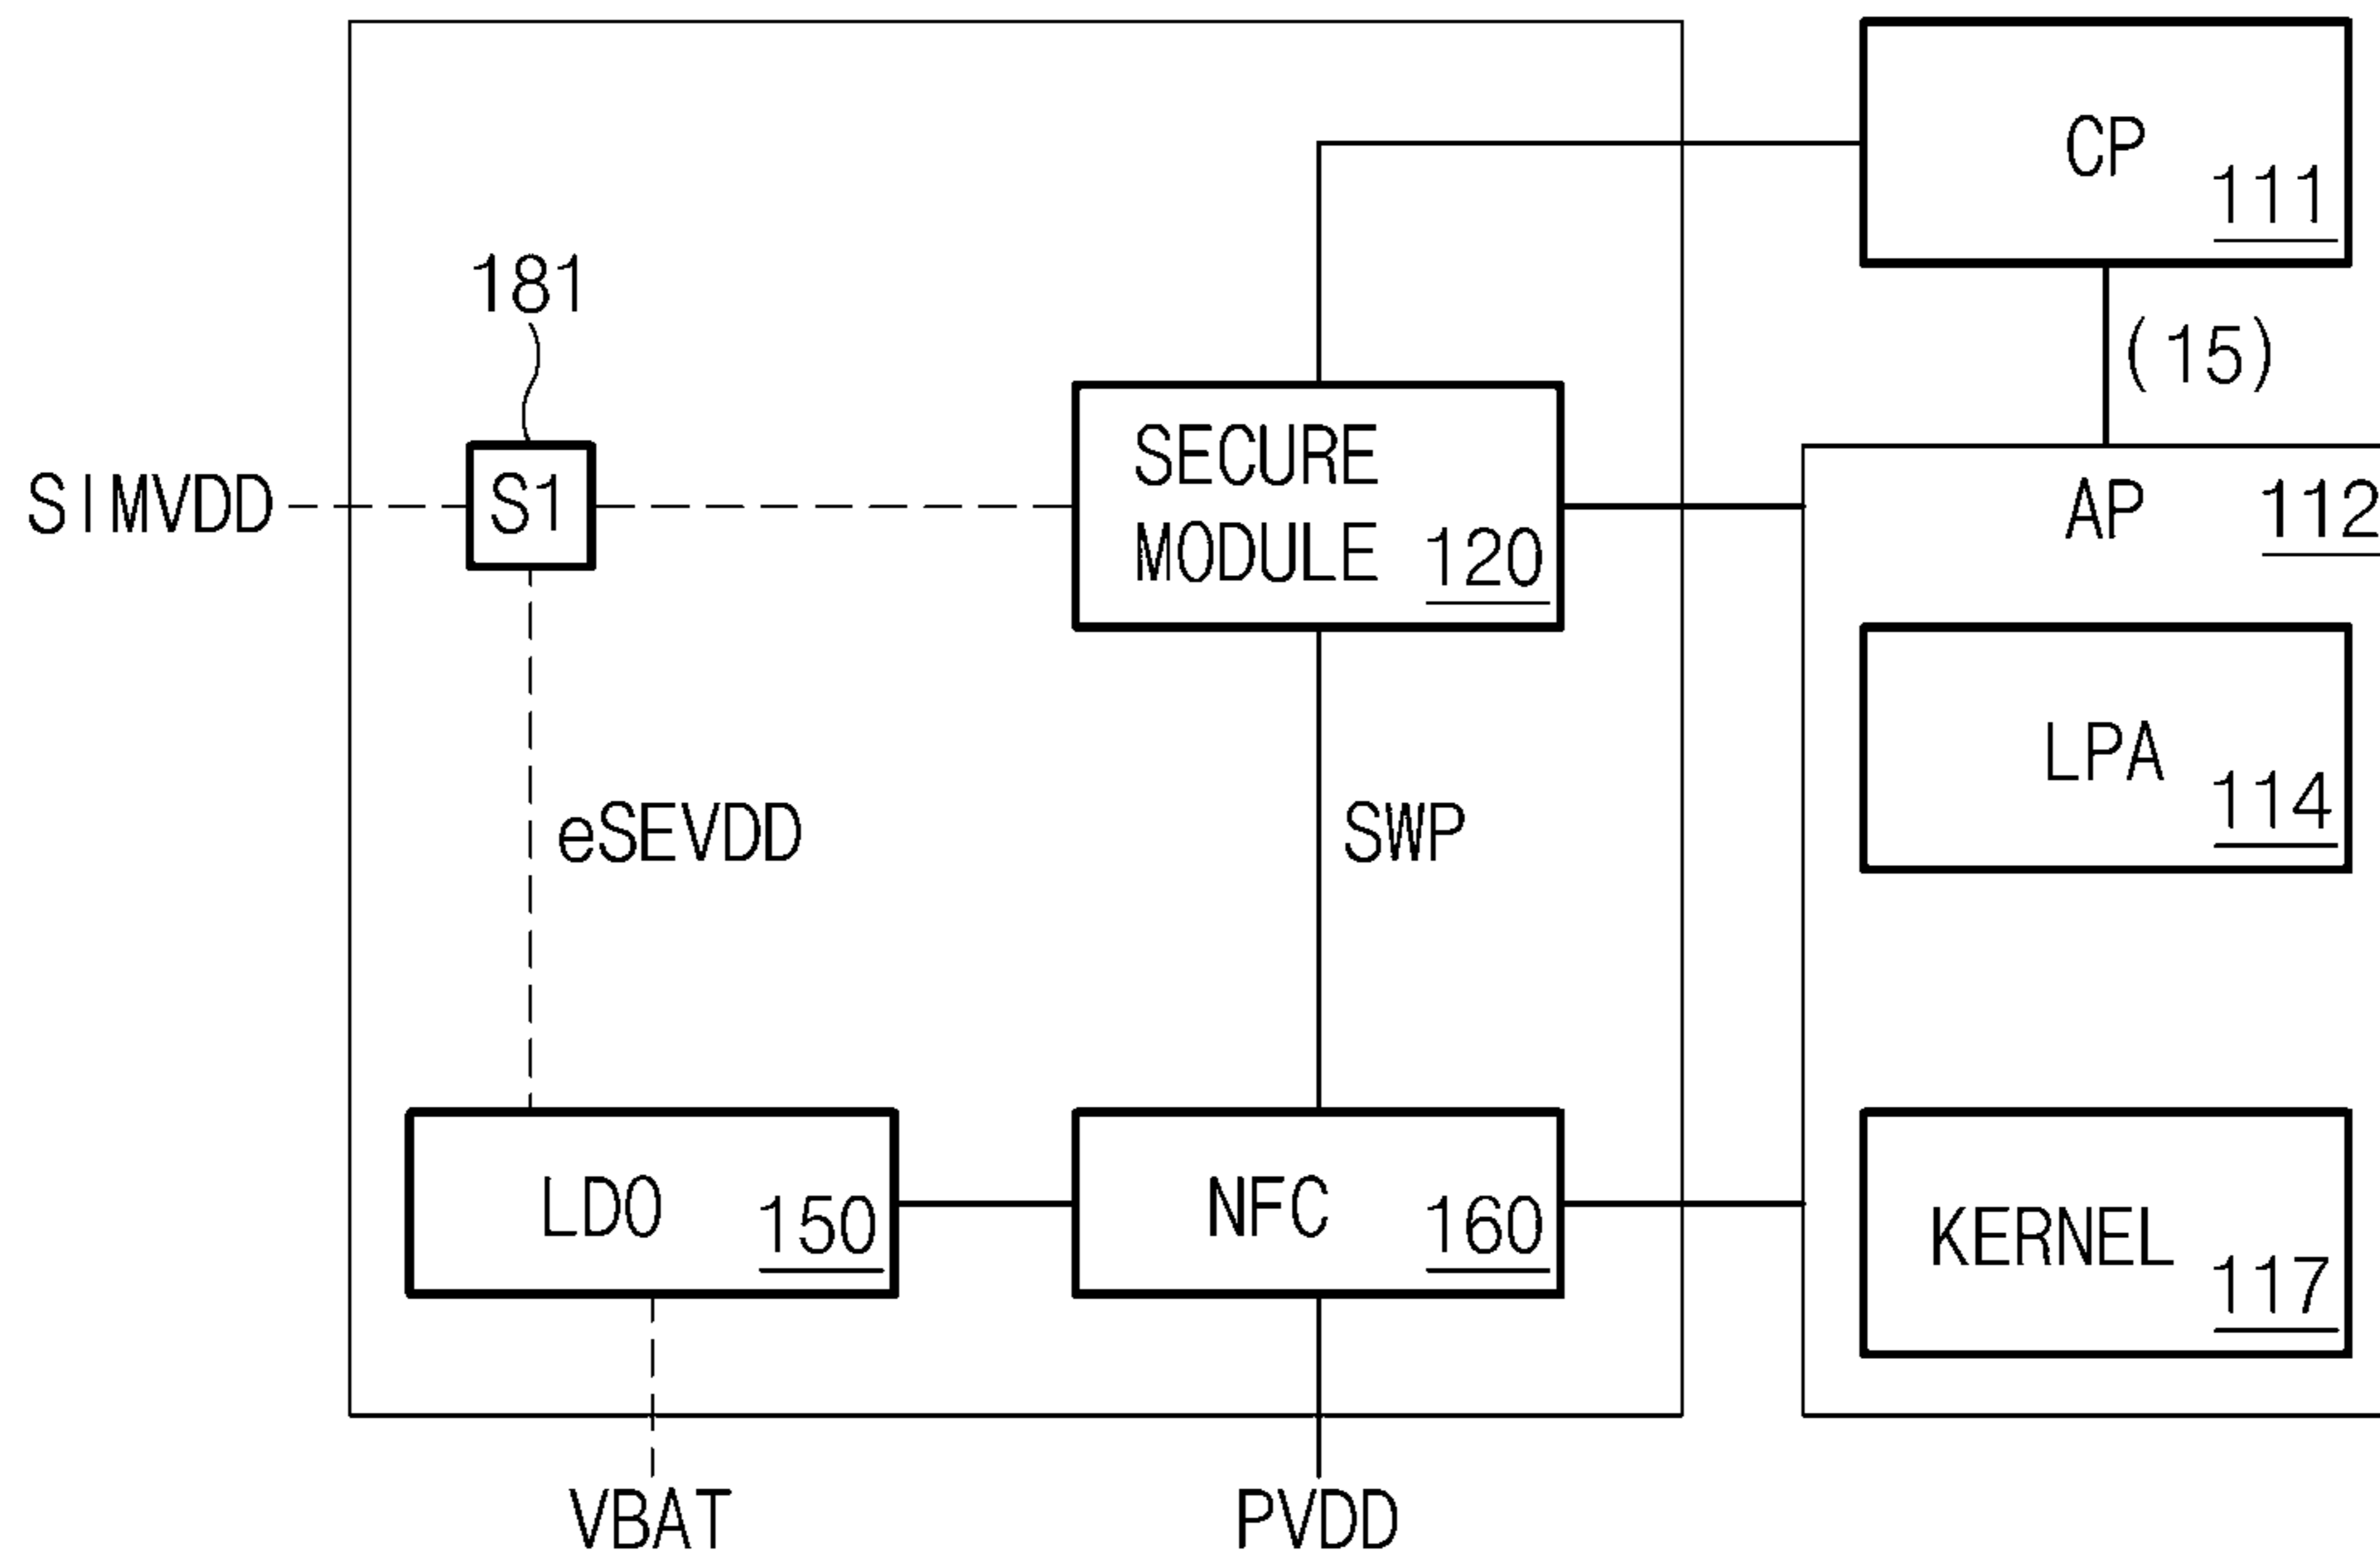 CP
111
181
(15)
SIMVDD
S1
SECURE
MODULE
120
AP
112
LPA
114
eSEVDD
SWP
LDO
150
NFC
160
KERNEL
117
VBAT
PVDD